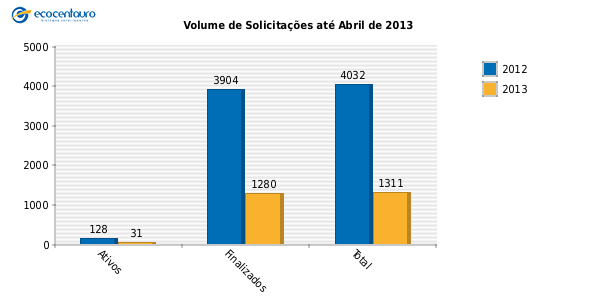 ecocentauro
Volume de Solicitações até Abril de 2013
5000
4000
3000
2000
1000
0
128
31
3904
1280
4032
1311
Ativos
Finalizados
Total
2012
2013